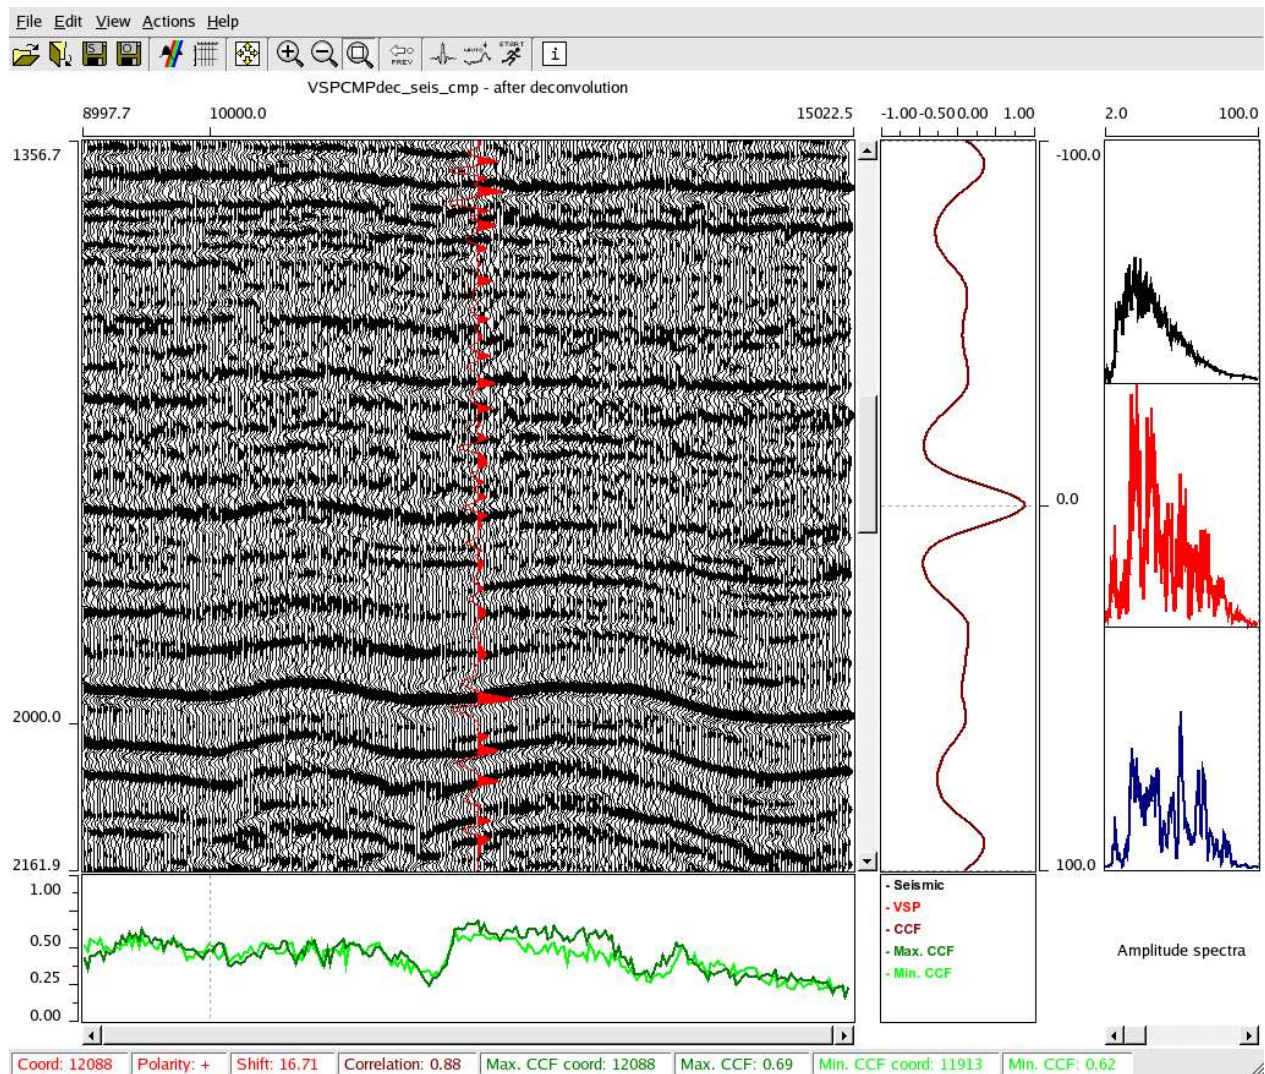 File Edit View Actions Help
S O PREV AUTO START i
VSPCMPdec_seis_cmp - after deconvolution
8997.7 10000.0 15022.5 -1.00 -0.50 0.00 1.00 2.0 100.0
1356.7 -100.0
0.0
2000.0
2161.9 100.0
1.00
0.50
0.25
0.00
- Seismic
- VSP
- CCF
- Max. CCF
- Min. CCF
Amplitude spectra
Coord: 12088 Polarity: + Shift: 16.71 Correlation: 0.88 Max. CCF coord: 12088 Max. CCF: 0.69 Min. CCF coord: 11913 Min. CCF: 0.62